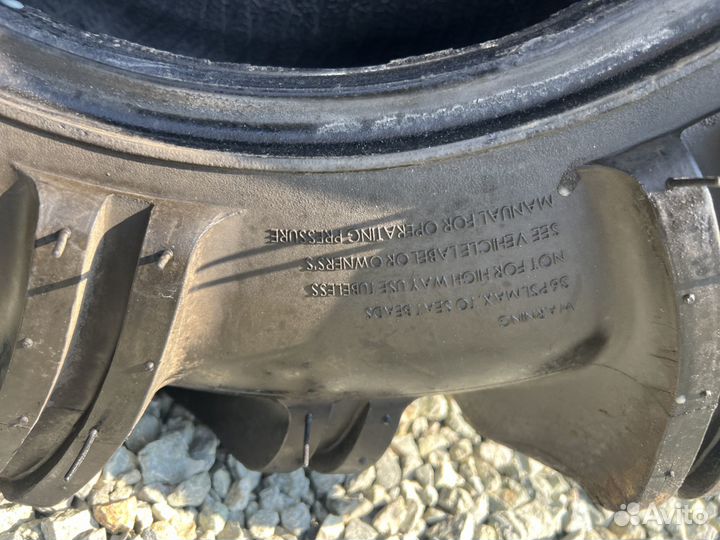 WARNING
36 PSI. MAX. TO SEAT BEADS
NOT FOR HIGHWAY USE TUBELESS
SEE VEHICLE LABEL OR OWNERS'S
MANUAL FOR OPERATING PRESSURE
Avito